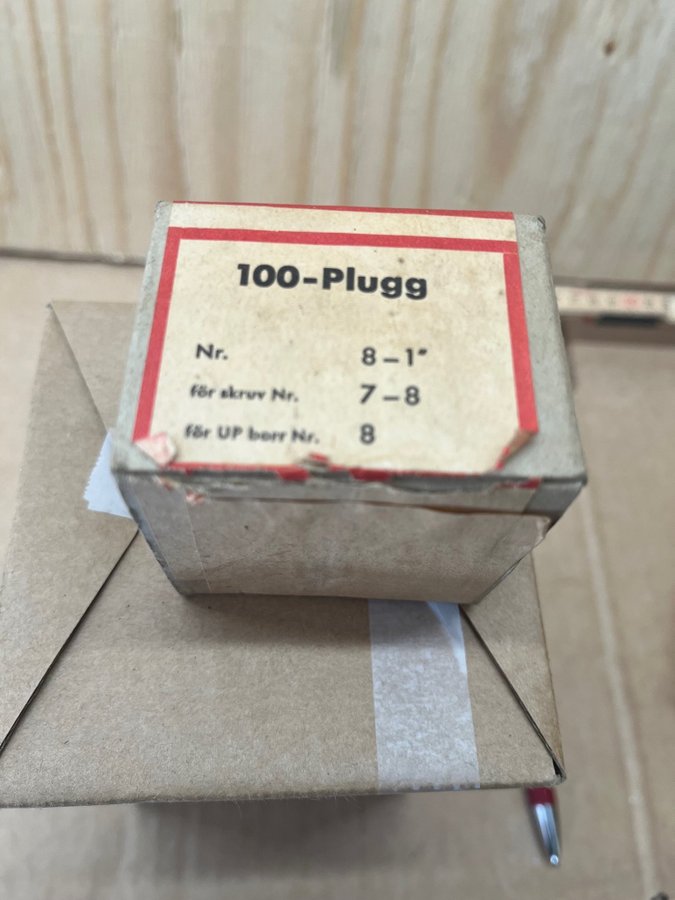 100-Plugg
Nr. 8-1"
för skruv Nr. 7-8
för UP borr Nr. 8